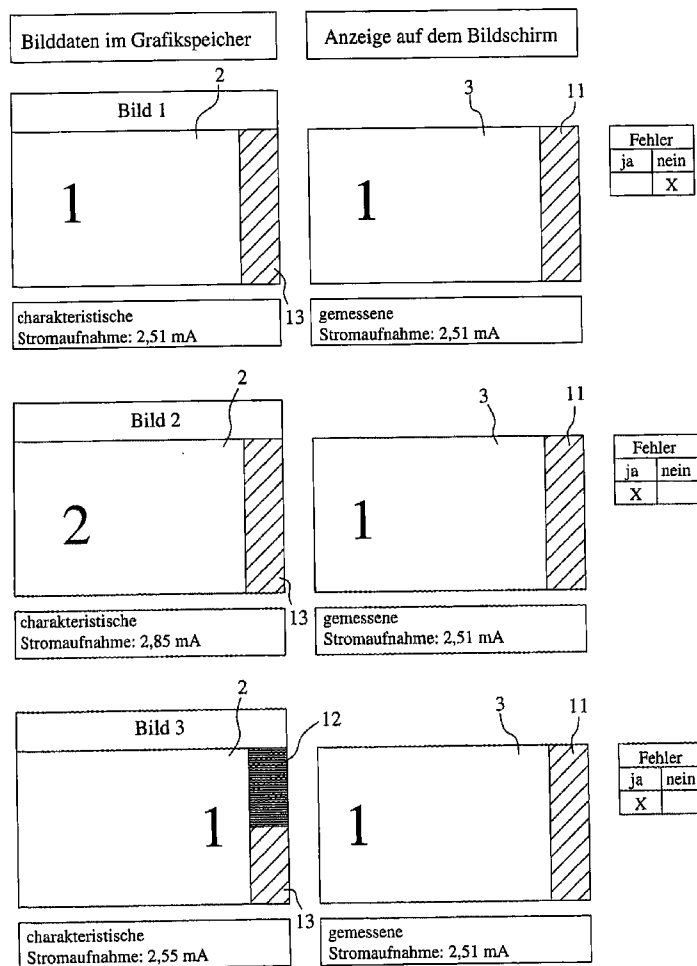 Bilddaten im Grafikspeicher
Anzeige auf dem Bildschirm
2
Bild 1
1
13
charakteristische
Stromaufnahme: 2,51 mA
3
11
1
gemessene
Stromaufnahme: 2,51 mA
Fehler
ja nein
X
2
Bild 2
2
13
charakteristische
Stromaufnahme: 2,85 mA
3
11
1
gemessene
Stromaufnahme: 2,51 mA
Fehler
ja nein
X
2
Bild 3
12
1
13
charakteristische
Stromaufnahme: 2,55 mA
3
11
1
gemessene
Stromaufnahme: 2,51 mA
Fehler
ja nein
X